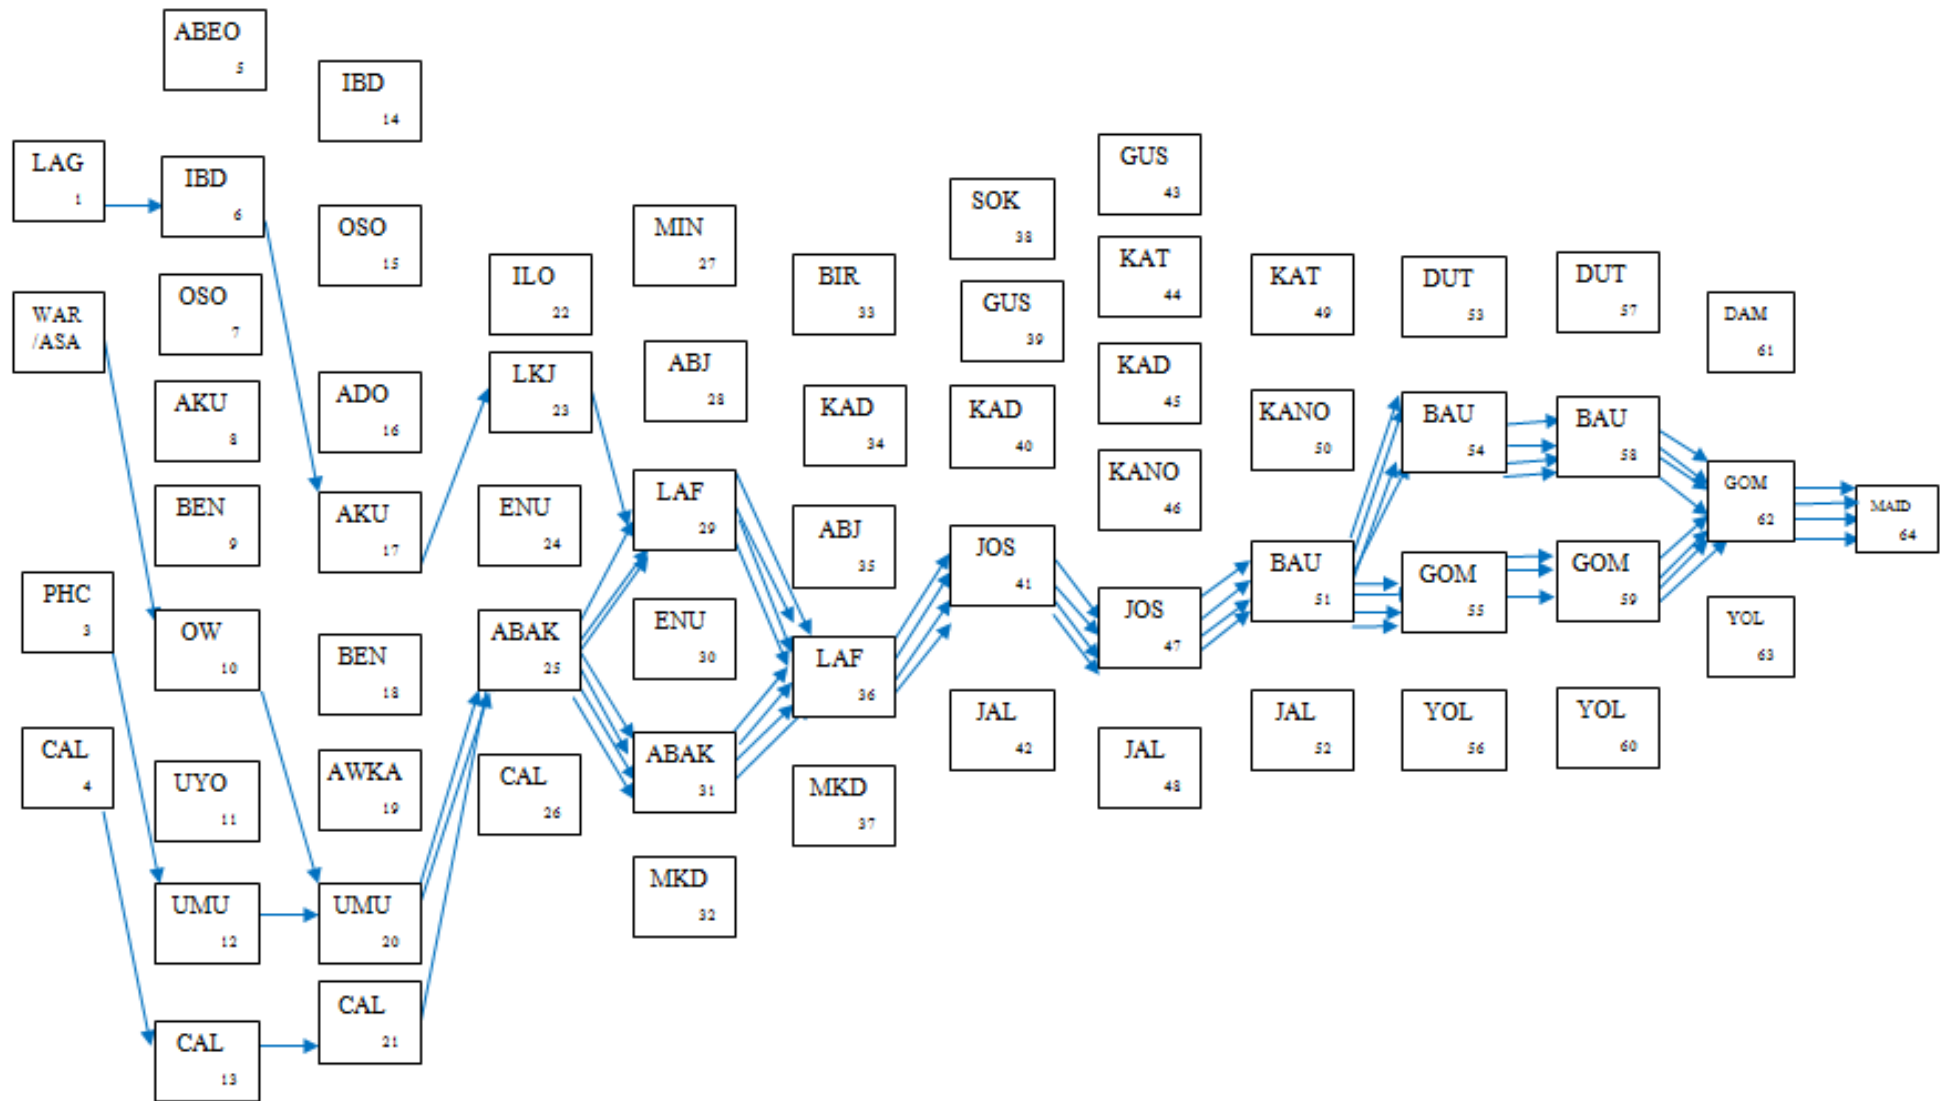 ABEO
5
IBD
14
LAG
1
IBD
6
OSO
7
OSO
15
WAR
/ASA
AKU
8
ADO
16
BEN
9
AKU
17
PHC
3
OW
10
BEN
18
CAL
4
UYO
11
AWKA
19
UMU
12
UMU
20
CAL
13
CAL
21
ILO
22
LKJ
23
ENU
24
ABAK
25
CAL
26
MIN
27
ABJ
28
LAF
29
ENU
30
ABAK
31
MKD
32
BIR
33
KAD
34
ABJ
35
LAF
36
MKD
37
SOK
38
GUS
39
KAD
40
JOS
41
JAL
42
GUS
43
KAT
44
KAD
45
KANO
46
JOS
47
JAL
48
KAT
49
KANO
50
BAU
51
JAL
52
DUT
53
BAU
54
GOM
55
YOL
56
DUT
57
BAU
58
GOM
59
YOL
60
DAM
61
GOM
62
YOL
63
MAID
64